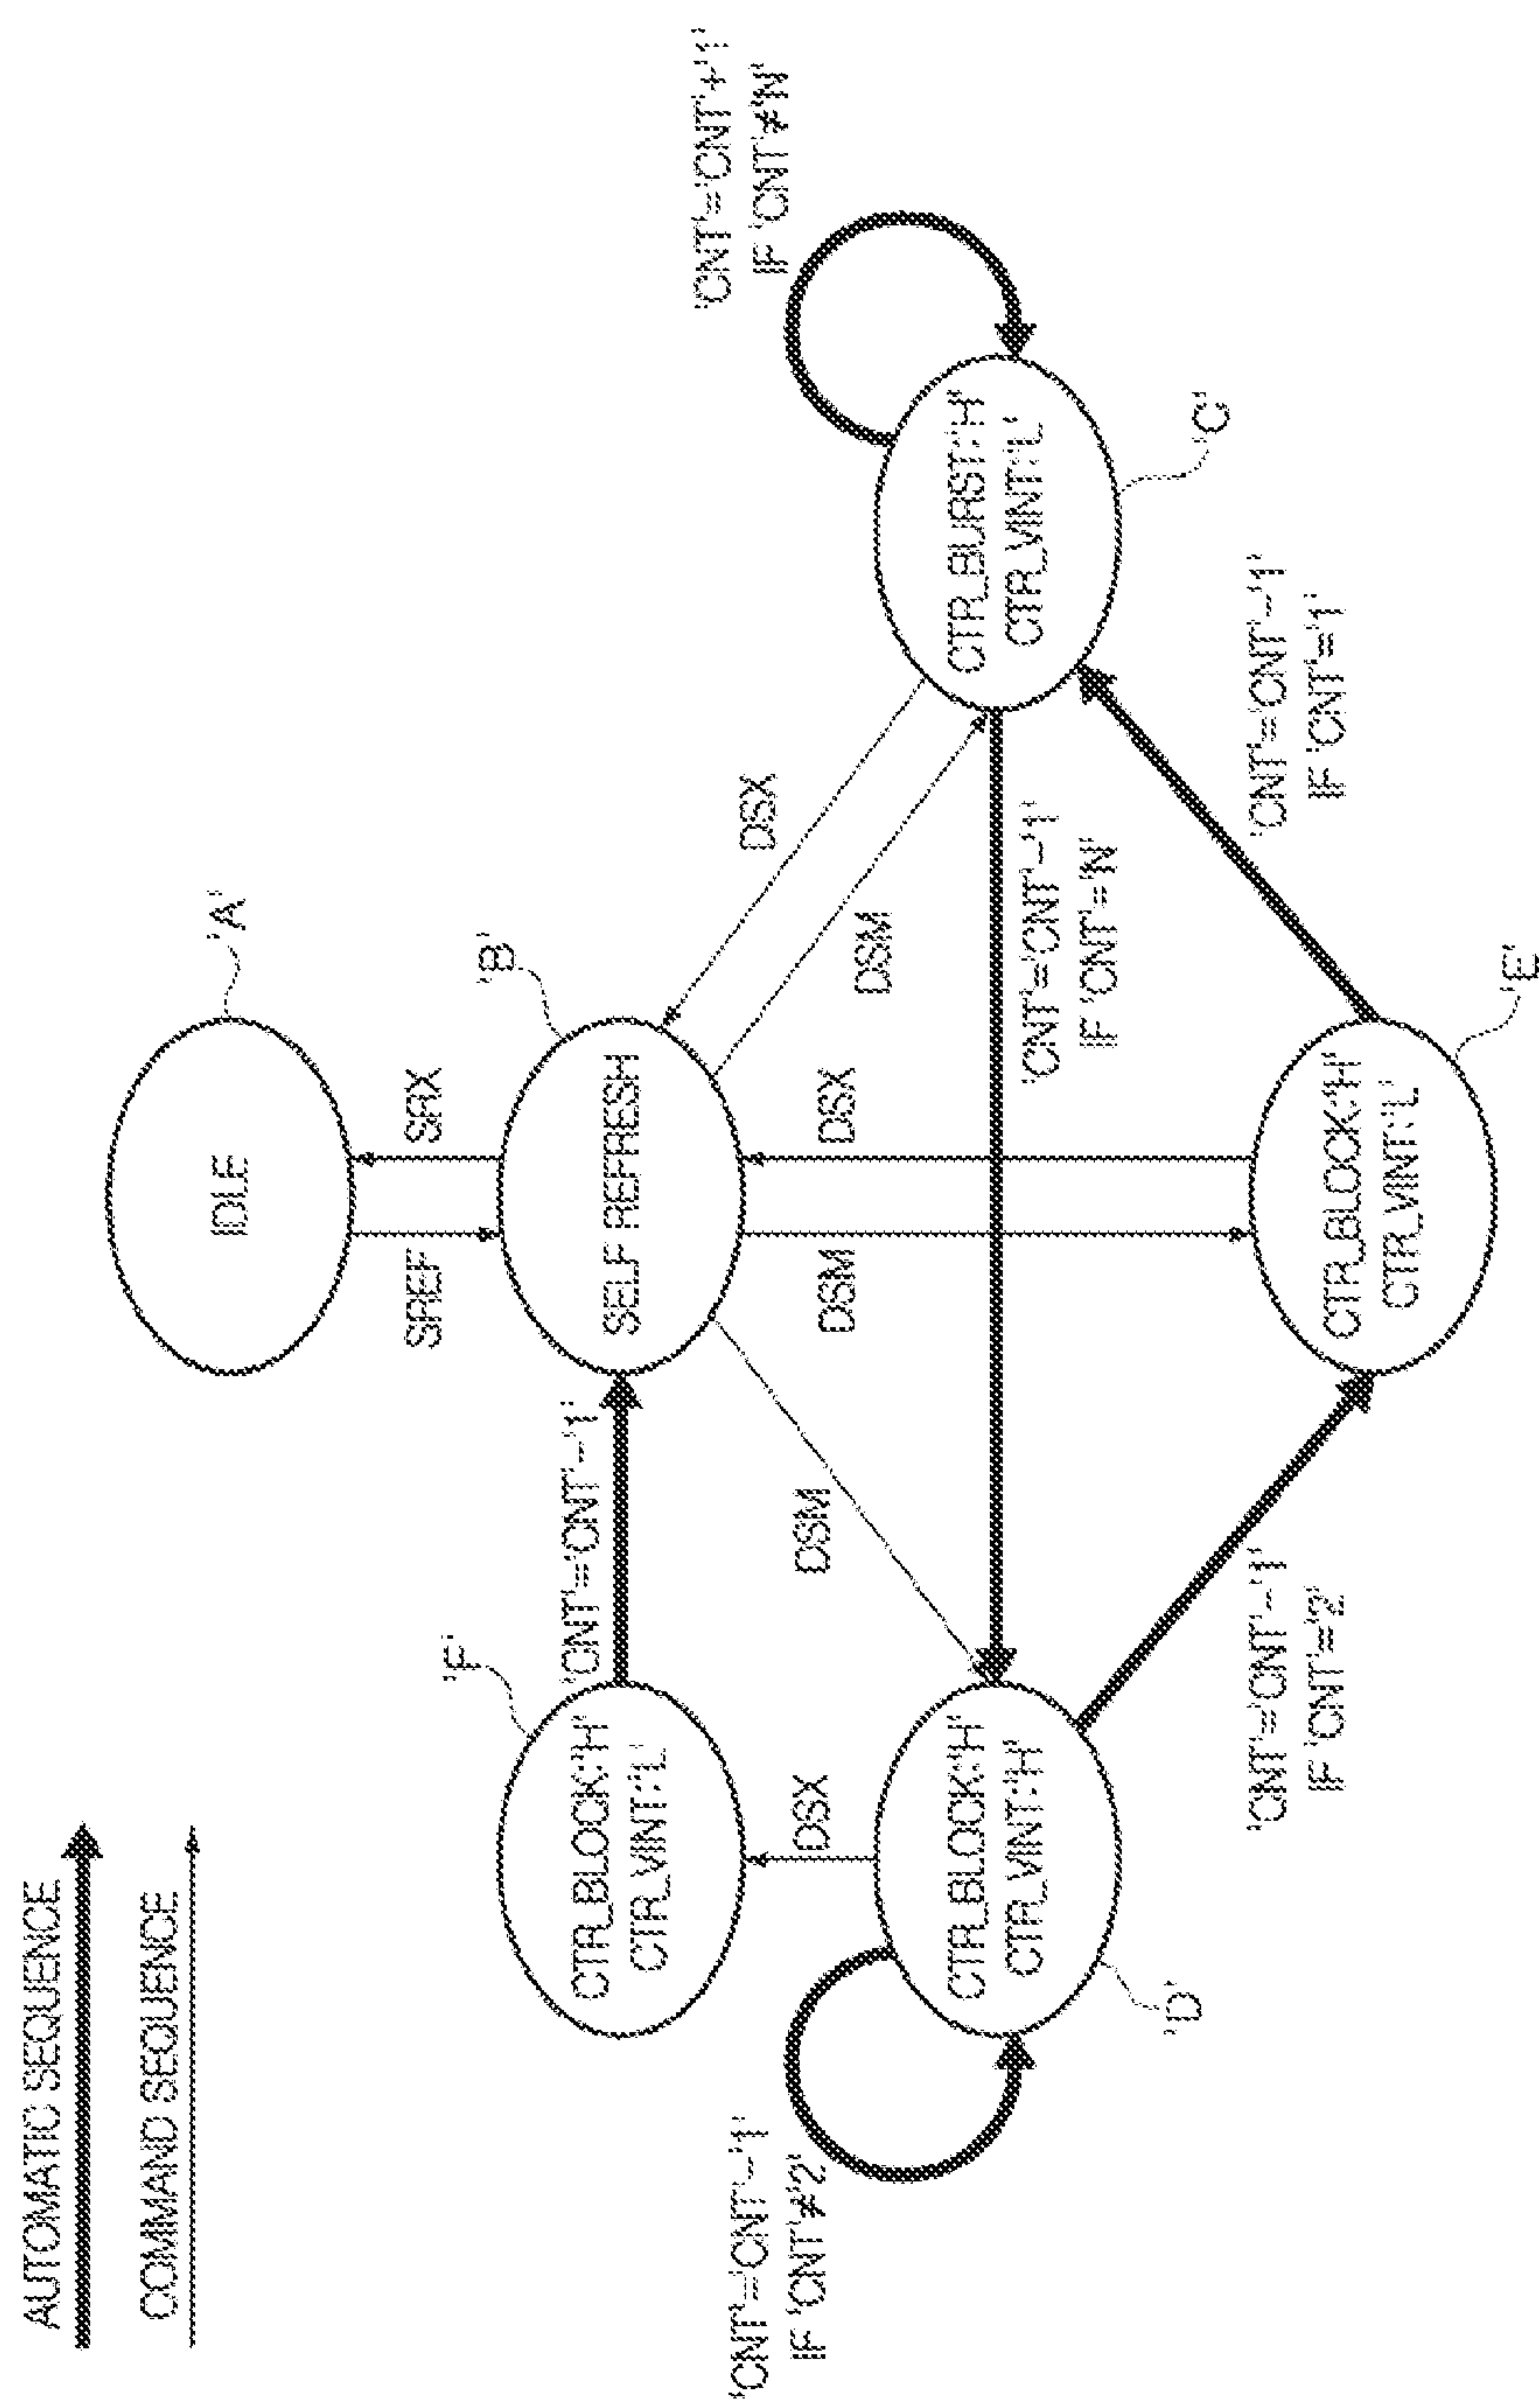 AUTOMATIC SEQUENCE
COMMAND SEQUENCE
IDLE
'A'
SREF
SRX
'F'
CTR_BLOCK:'H'
CTR_VINT:'L'
'CNT'='CNT'-'1'
SELF REFRESH
'B'
DSX
DSM
DSM
DSX
DSM
DSX
'CNT'='CNT'-'1'
IF 'CNT'≠'2'
CTR_BLOCK:'H'
CTR_VINT:'H'
'D'
'CNT'='CNT'-'1'
IF 'CNT'='N'
CTR_BURST:'H'
CTR_VINT:'L'
'C'
'CNT'='CNT'+'1'
IF 'CNT'≠'N'
'CNT'='CNT'-'1'
IF 'CNT'='2'
CTR_BLOCK:'H'
CTR_VINT:'L'
'E'
'CNT'='CNT'-'1'
IF 'CNT'='1'